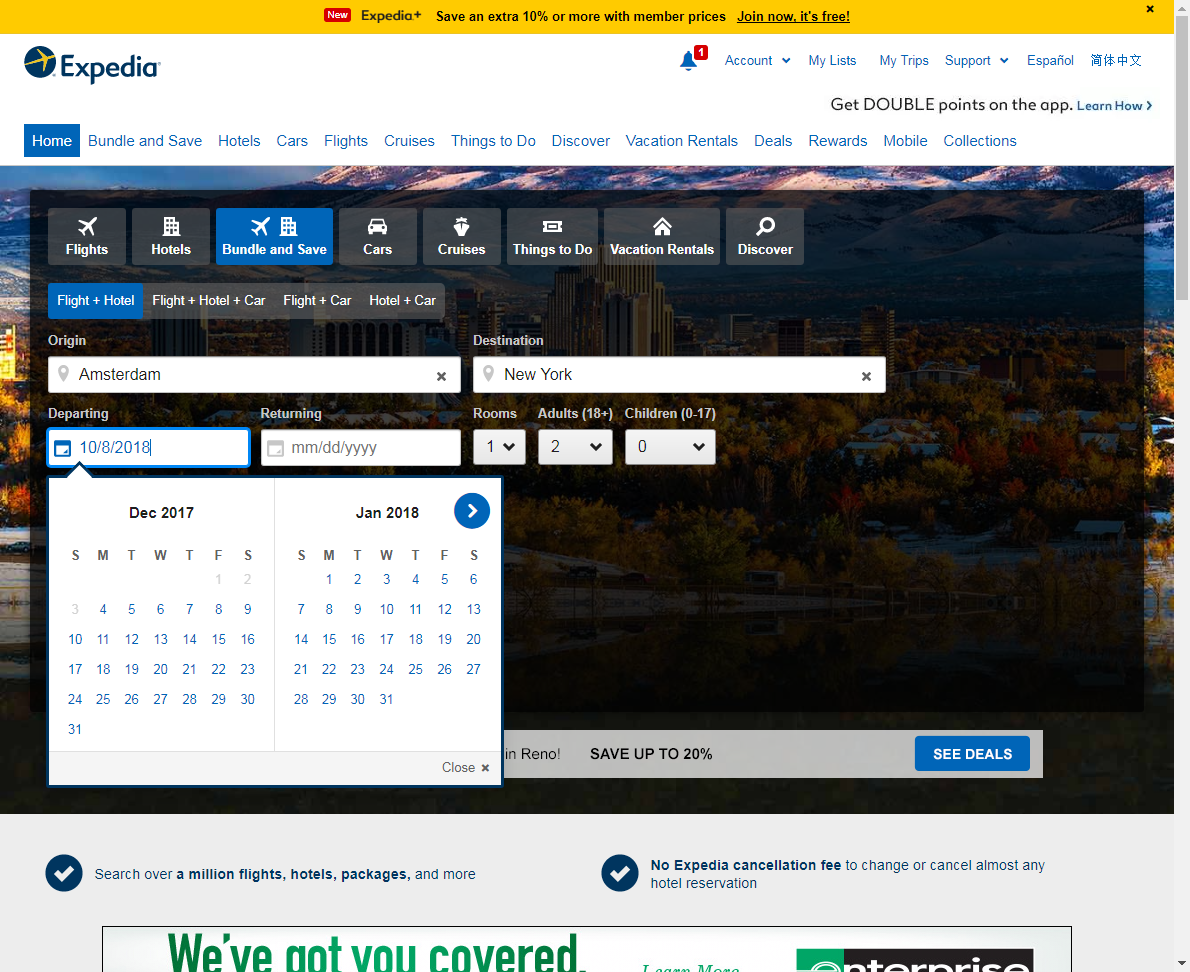 New Expedia+ Save an extra 10% or more with member prices Join now, it's free!
Expedia
1 Account My Lists My Trips Support Español 简体中文
Get DOUBLE points on the app. Learn How
Home Bundle and Save Hotels Cars Flights Cruises Things to Do Discover Vacation Rentals Deals Rewards Mobile Collections
Flights Hotels Bundle and Save Cars Cruises Things to Do Vacation Rentals Discover
Flight + Hotel Flight + Hotel + Car Flight + Car Hotel + Car
Origin Destination
Amsterdam New York
Departing Returning Rooms Adults (18+) Children (0-17)
10/8/2018 mm/dd/yyyy 1 2 0
Dec 2017 Jan 2018
S M T W T F S S M T W T F S
1 2 1 2 3 4 5 6
3 4 5 6 7 8 9 7 8 9 10 11 12 13
10 11 12 13 14 15 16 14 15 16 17 18 19 20
17 18 19 20 21 22 23 21 22 23 24 25 26 27
24 25 26 27 28 29 30 28 29 30 31
31
in Reno! SAVE UP TO 20% SEE DEALS
Close
Search over a million flights, hotels, packages, and more
No Expedia cancellation fee to change or cancel almost any
hotel reservation
We've got you covered.
Learn More
enterprise